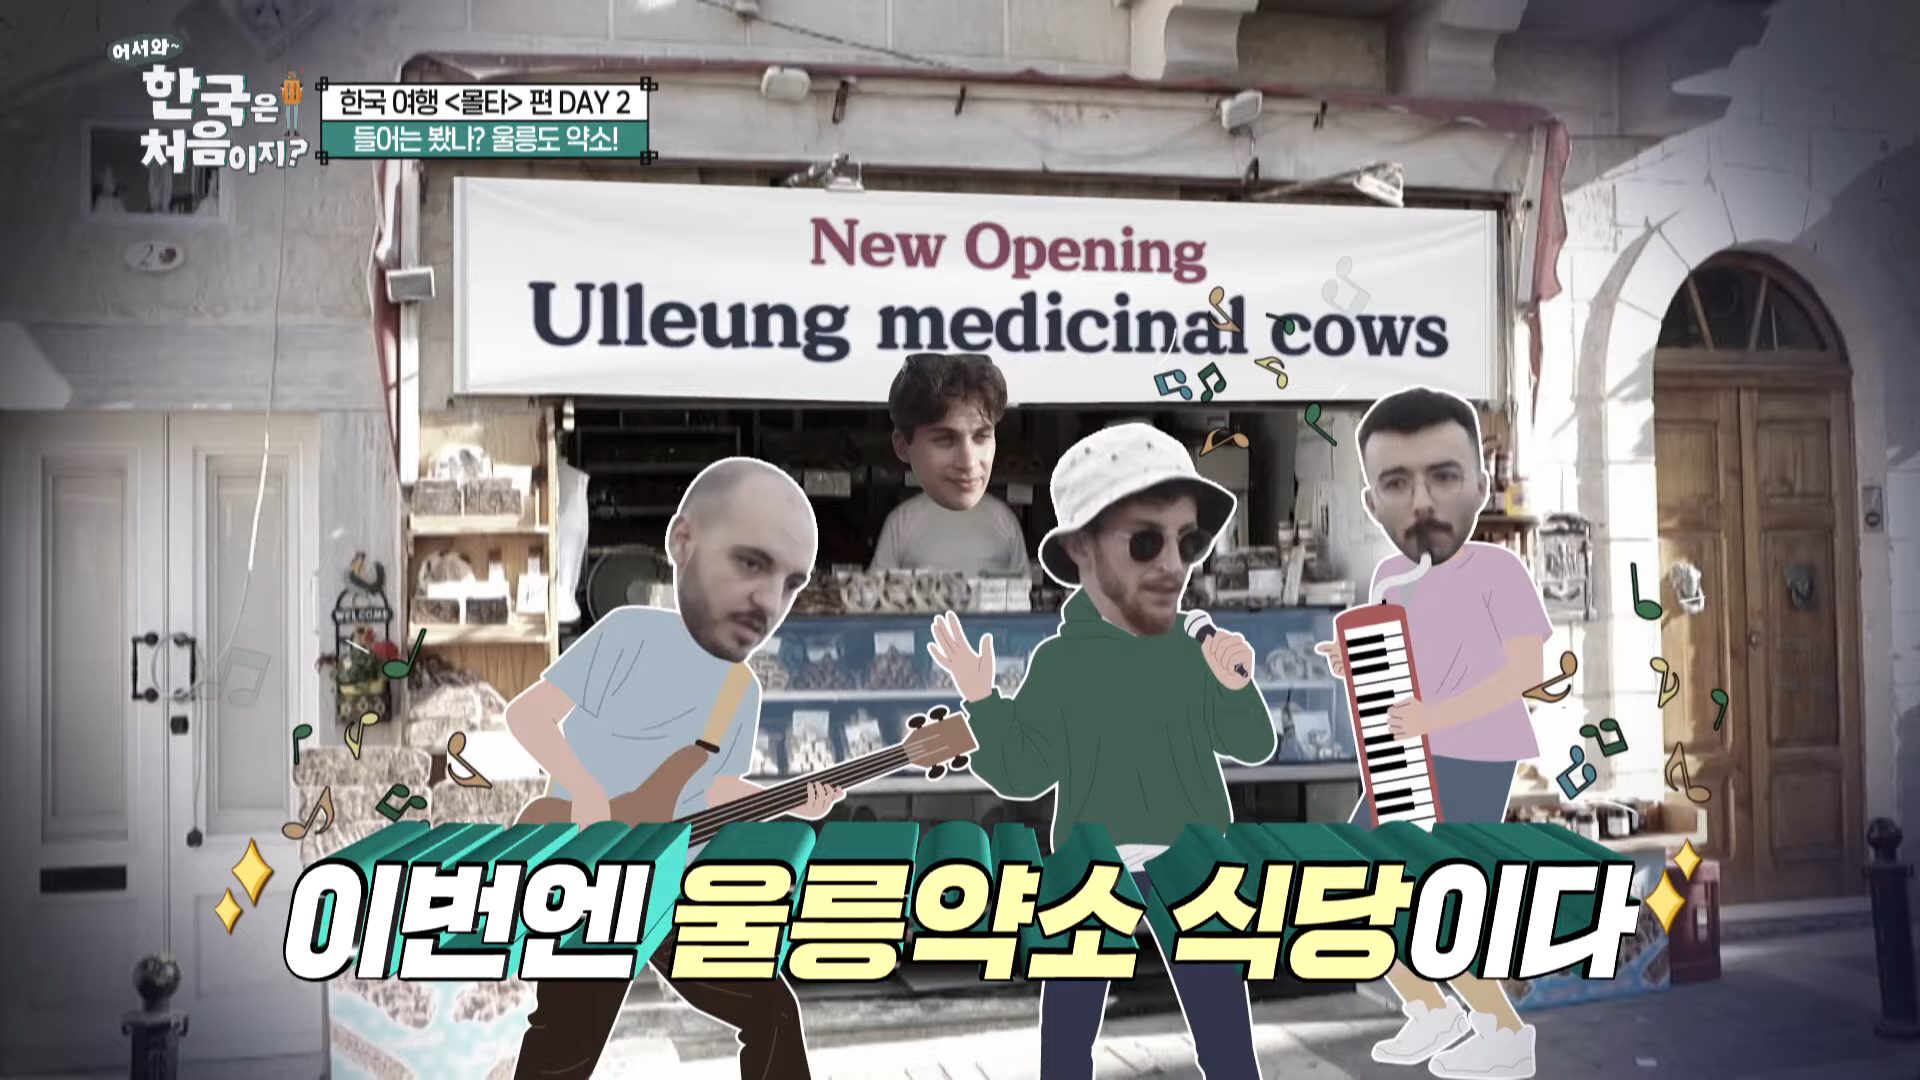 어서와~
한국은
처음이지?
한국 여행 <몰타> 편 DAY 2
들어는 봤나? 울릉도 약소!
New Opening
Ulleung medicinal cows
2
WELCOME
이번엔 울릉약소 식당이다